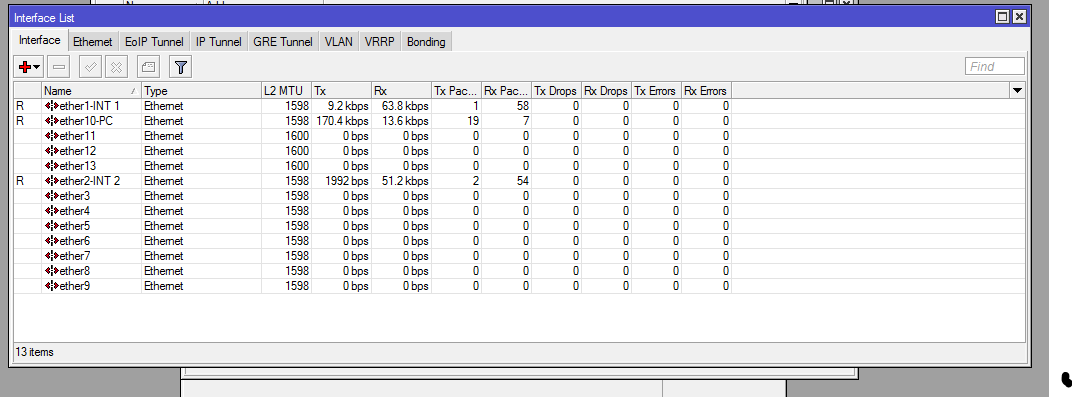 Interface List
Interface Ethernet EoIP Tunnel IP Tunnel GRE Tunnel VLAN VRRP Bonding
Find
Name Type L2 MTU Tx Rx Tx Pac... Rx Pac... Tx Drops Rx Drops Tx Errors Rx Errors
R ether1-INT 1 Ethernet 1598 9.2 kbps 63.8 kbps 1 58 0 0 0 0
R ether10-PC Ethernet 1598 170.4 kbps 13.6 kbps 19 7 0 0 0 0
ether11 Ethernet 1600 0 bps 0 bps 0 0 0 0 0 0
ether12 Ethernet 1600 0 bps 0 bps 0 0 0 0 0 0
ether13 Ethernet 1600 0 bps 0 bps 0 0 0 0 0 0
R ether2-INT 2 Ethernet 1598 1992 bps 51.2 kbps 2 54 0 0 0 0
ether3 Ethernet 1598 0 bps 0 bps 0 0 0 0 0 0
ether4 Ethernet 1598 0 bps 0 bps 0 0 0 0 0 0
ether5 Ethernet 1598 0 bps 0 bps 0 0 0 0 0 0
ether6 Ethernet 1598 0 bps 0 bps 0 0 0 0 0 0
ether7 Ethernet 1598 0 bps 0 bps 0 0 0 0 0 0
ether8 Ethernet 1598 0 bps 0 bps 0 0 0 0 0 0
ether9 Ethernet 1598 0 bps 0 bps 0 0 0 0 0 0
13 items